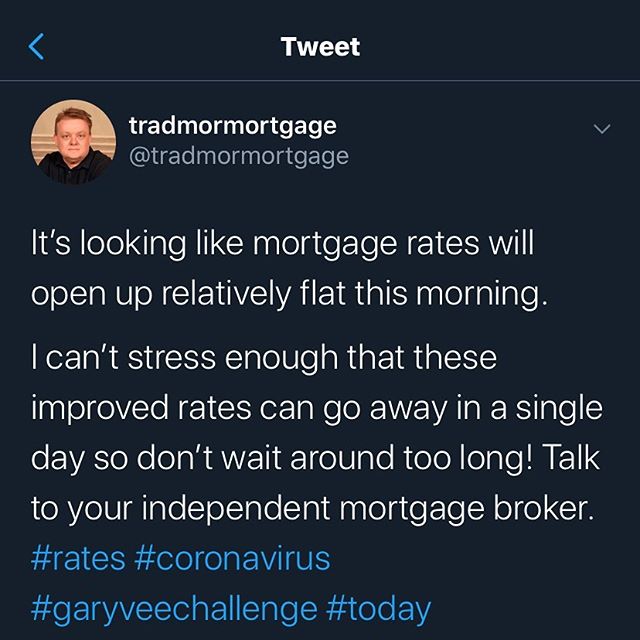 Tweet
tradmormortgage
@tradmormortgage
It’s looking like mortgage rates will
open up relatively flat this morning.
I can’t stress enough that these
improved rates can go away in a single
day so don’t wait around too long! Talk
to your independent mortgage broker.
#rates #coronavirus
#garyveechallenge #today